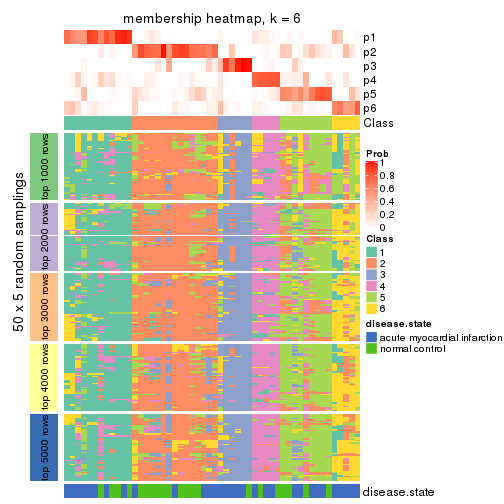 membership heatmap, k = 6
p1
p2
p3
p4
p5
p6
Class
50 x 5 random samplings
top 1000 rows
top 2000 rows
top 3000 rows
top 4000 rows
top 5000 rows
Prob
1
0.8
0.6
0.4
0.2
0
Class
1
2
3
4
5
6
disease.state
acute myocardial infarction
normal control
disease.state